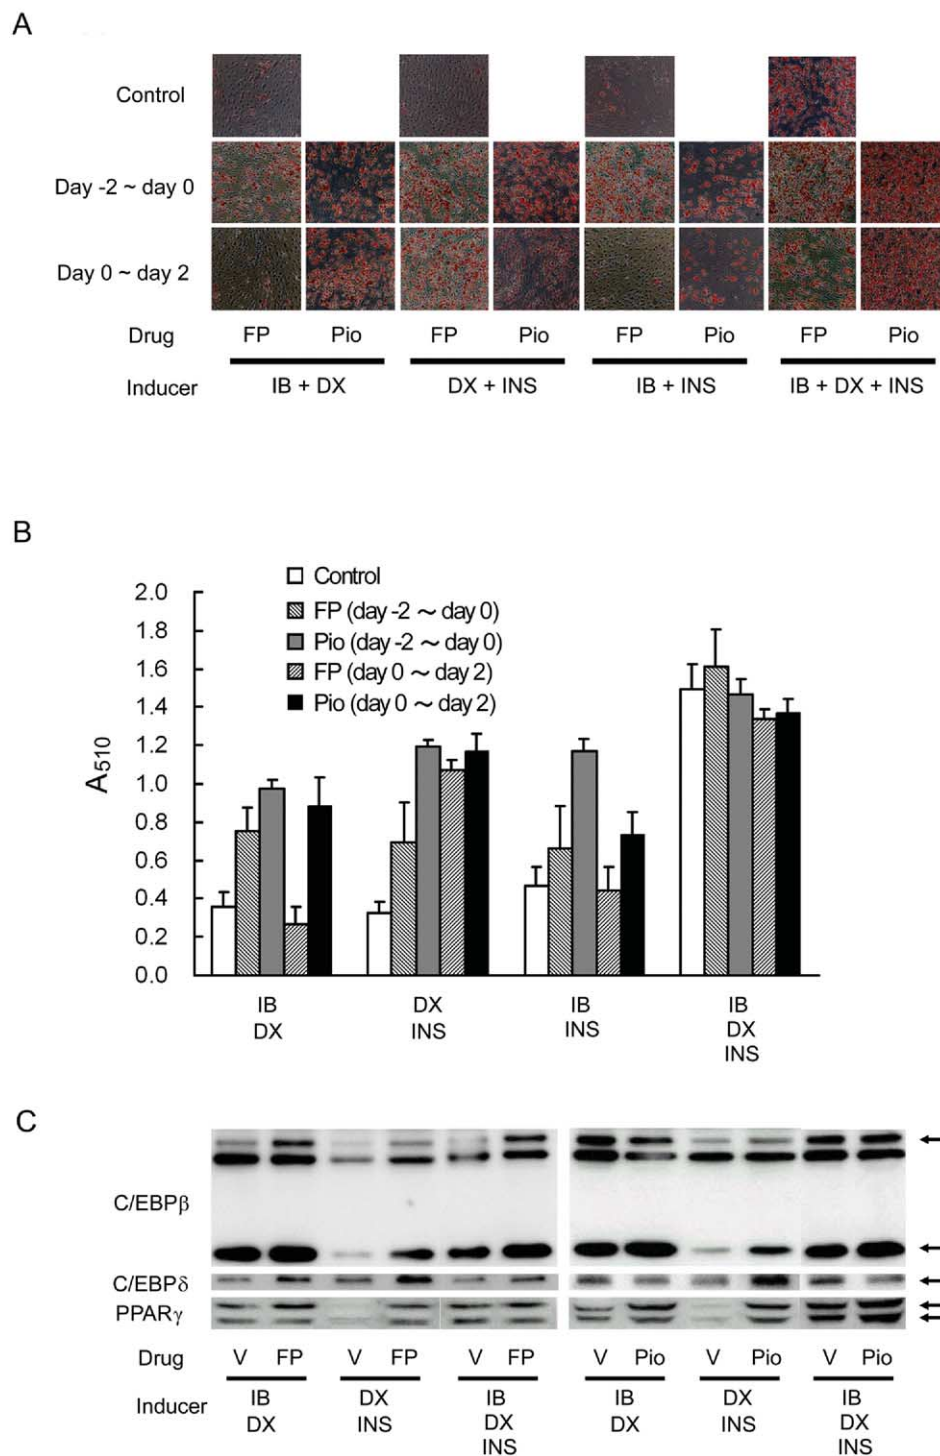 A
Control
Day -2 ~ day 0
Day 0 ~ day 2
Drug FP Pio FP Pio FP Pio FP Pio
Inducer IB + DX DX + INS IB + INS IB + DX + INS
B
Control
FP (day -2 ~ day 0)
Pio (day -2 ~ day 0)
FP (day 0 ~ day 2)
Pio (day 0 ~ day 2)
2.0
1.8
1.6
1.4
1.2
1.0
0.8
0.6
0.4
0.2
0.0
A510
IB DX IB IB
DX INS INS DX
INS
C
C/EBPβ
C/EBPδ
PPARγ
Drug V FP V FP V FP V Pio V Pio V Pio
Inducer IB DX IB IB DX IB
DX INS DX DX INS DX
INS INS